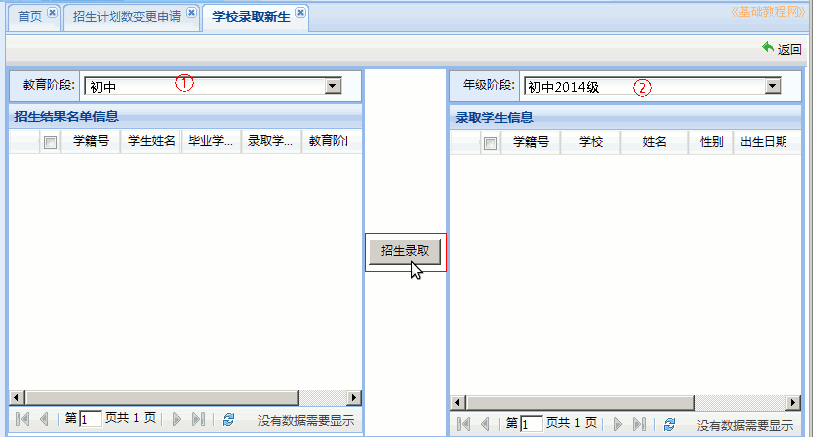 首页 招生计划数变更申请 学校录取新生 《基础教程网》
返回
教育阶段: 初中 ①
招生结果名单信息
学籍号 学生姓名 毕业学... 录取学... 教育阶
第 1 页共 1 页 没有数据需要显示
招生录取
年级阶段: 初中2014级 ②
录取学生信息
学籍号 学校 姓名 性别 出生日期
第 1 页共 1 页 没有数据需要显示